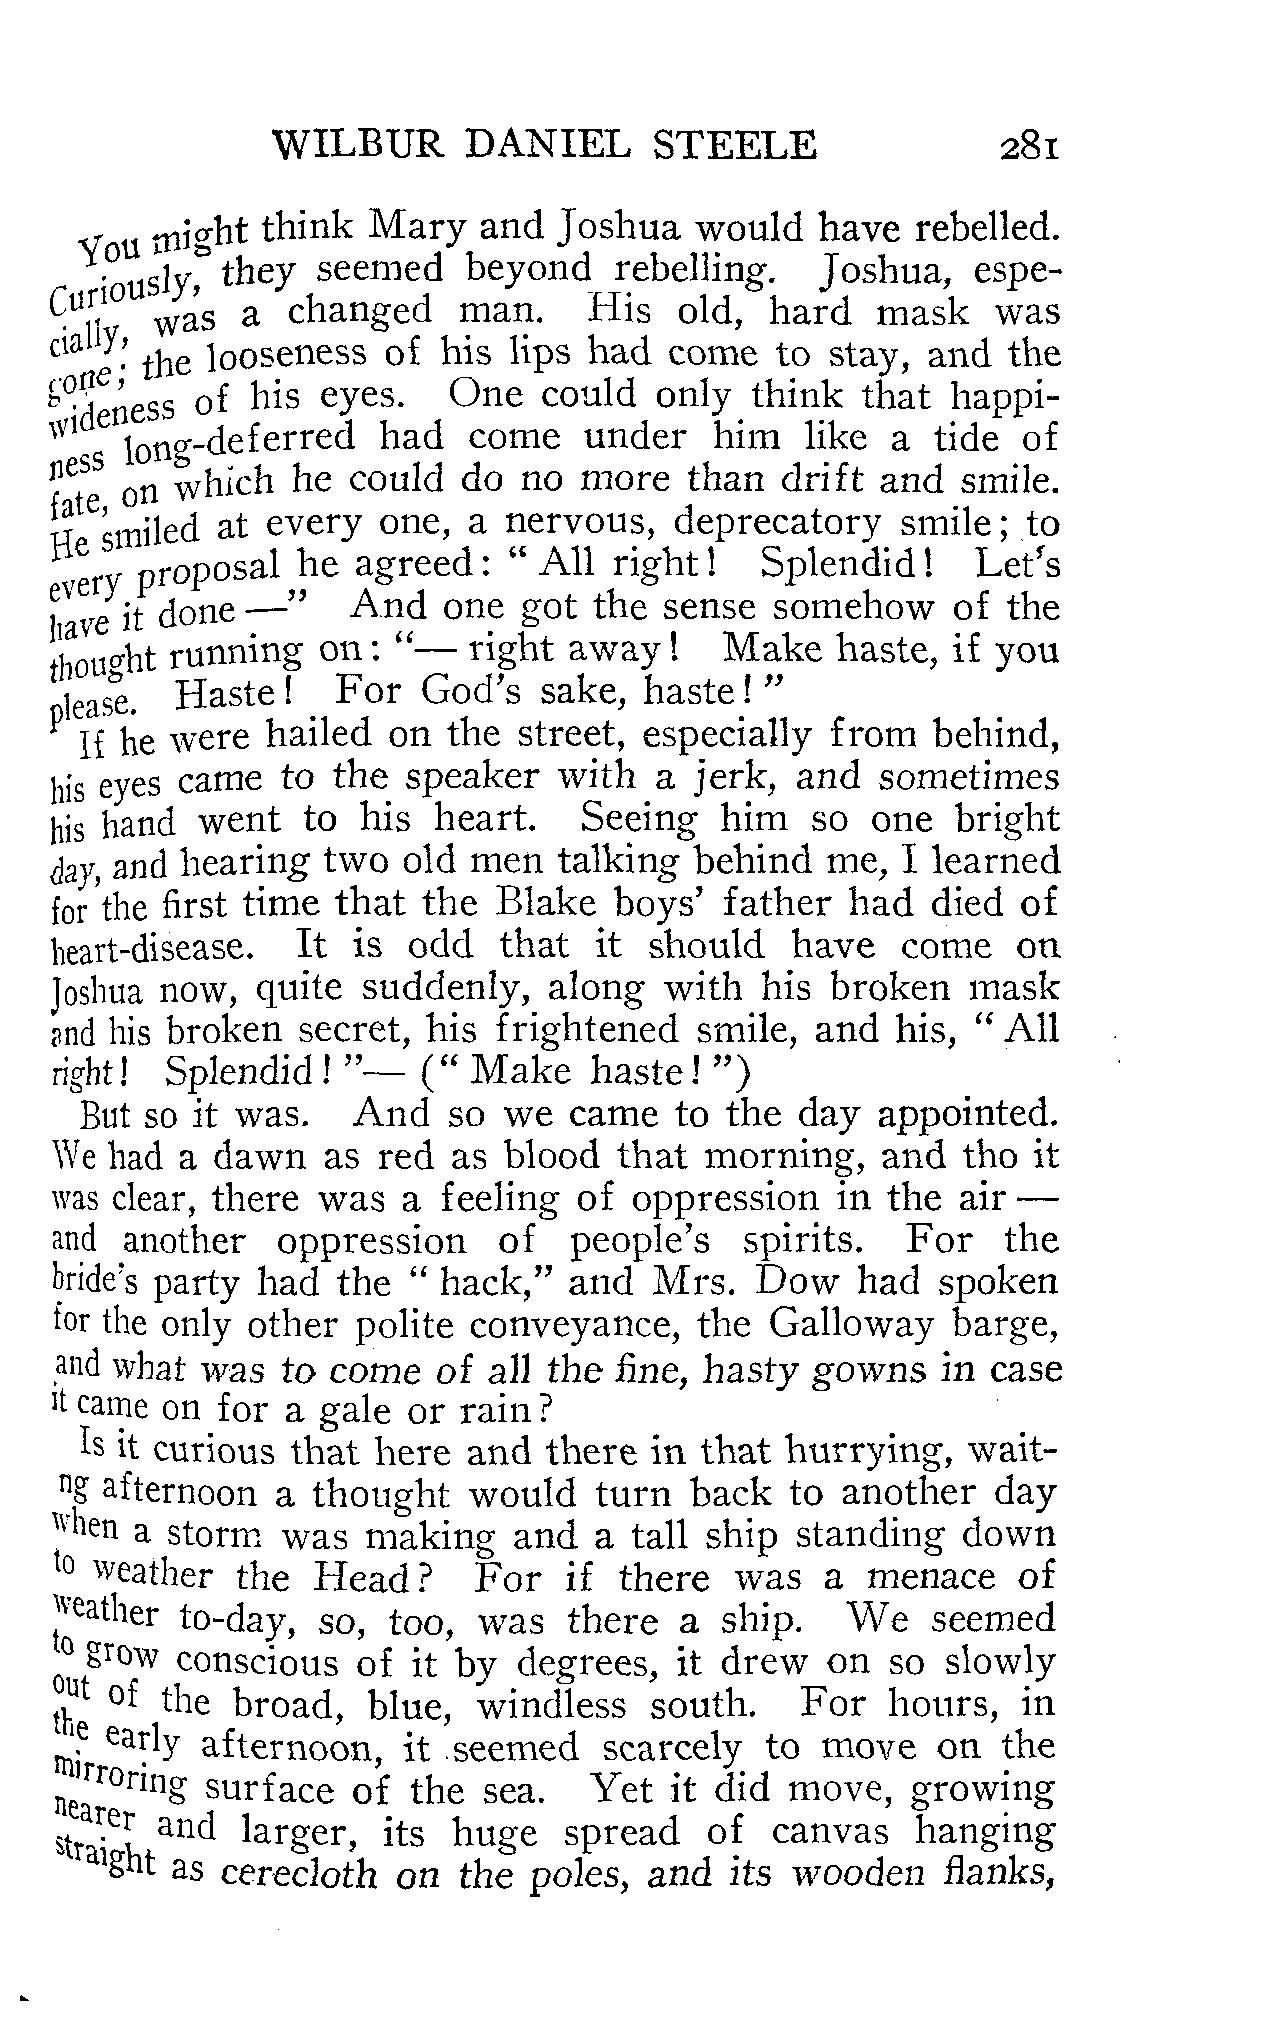 WILBUR DANIEL STEELE 281
You might think Mary and Joshua would have rebelled.
Curiously, they seemed beyond rebelling. Joshua, espe-
cially, was a changed man. His old, hard mask was
gone; the looseness of his lips had come to stay, and the
wideness of his eyes. One could only think that happi-
ness long-deferred had come under him like a tide of
fate, on which he could do no more than drift and smile.
He smiled at every one, a nervous, deprecatory smile; to
every proposal he agreed: “ All right! Splendid! Let's
have it done —” And one got the sense somehow of the
thought running on: “— right away! Make haste, if you
please. Haste! For God's sake, haste! ”
If he were hailed on the street, especially from behind,
his eyes came to the speaker with a jerk, and sometimes
his hand went to his heart. Seeing him so one bright
day, and hearing two old men talking behind me, I learned
for the first time that the Blake boys’ father had died of
heart-disease. It is odd that it should have come on
Joshua now, quite suddenly, along with his broken mask
and his broken secret, his frightened smile, and his, “ All
right! Splendid! ”— (“ Make haste! ”)
But so it was. And so we came to the day appointed.
We had a dawn as red as blood that morning, and tho it
was clear, there was a feeling of oppression in the air —
and another oppression of people's spirits. For the
bride's party had the “ hack,” and Mrs. Dow had spoken
for the only other polite conveyance, the Galloway barge,
and what was to come of all the fine, hasty gowns in case
it came on for a gale or rain?
Is it curious that here and there in that hurrying, wait-
ng afternoon a thought would turn back to another day
when a storm was making and a tall ship standing down
to weather the Head? For if there was a menace of
weather to-day, so, too, was there a ship. We seemed
to grow conscious of it by degrees, it drew on so slowly
out of the broad, blue, windless south. For hours, in
the early afternoon, it seemed scarcely to move on the
mirroring surface of the sea. Yet it did move, growing
nearer and larger, its huge spread of canvas hanging
straight as cerecloth on the poles, and its wooden flanks,